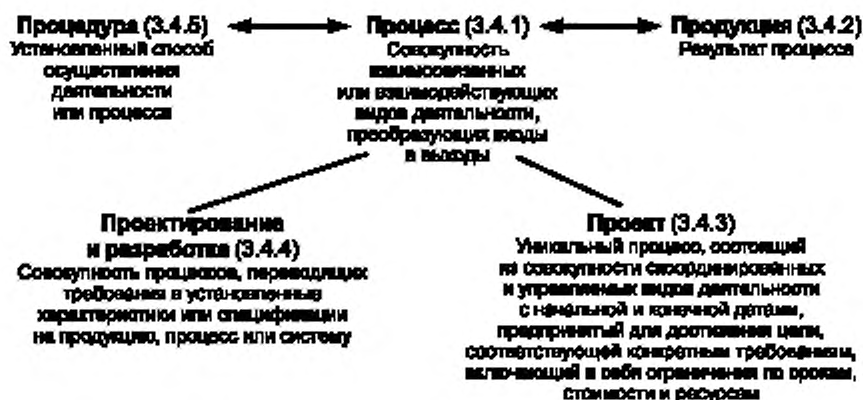 Процедура (3.4.5)
Установленный способ
осуществления
деятельности
или процесса
Процесс (3.4.1)
Совокупность
взаимосвязанных
или взаимодействующих
видов деятельности,
преобразующих входы
в выходы
Продукция (3.4.2)
Результат процесса
Проектирование
и разработка (3.4.4)
Совокупность процессов, переводящих
требования в установленные
характеристики или спецификации
на продукцию, процесс или систему
Проект (3.4.3)
Уникальный процесс, состоящий
из совокупности скоординированных
и управляемых видов деятельности
с начальной и конечной датами,
предпринятый для достижения цели,
соответствующей конкретным требованиям,
включающий в себя ограничения по срокам,
стоимости и ресурсам